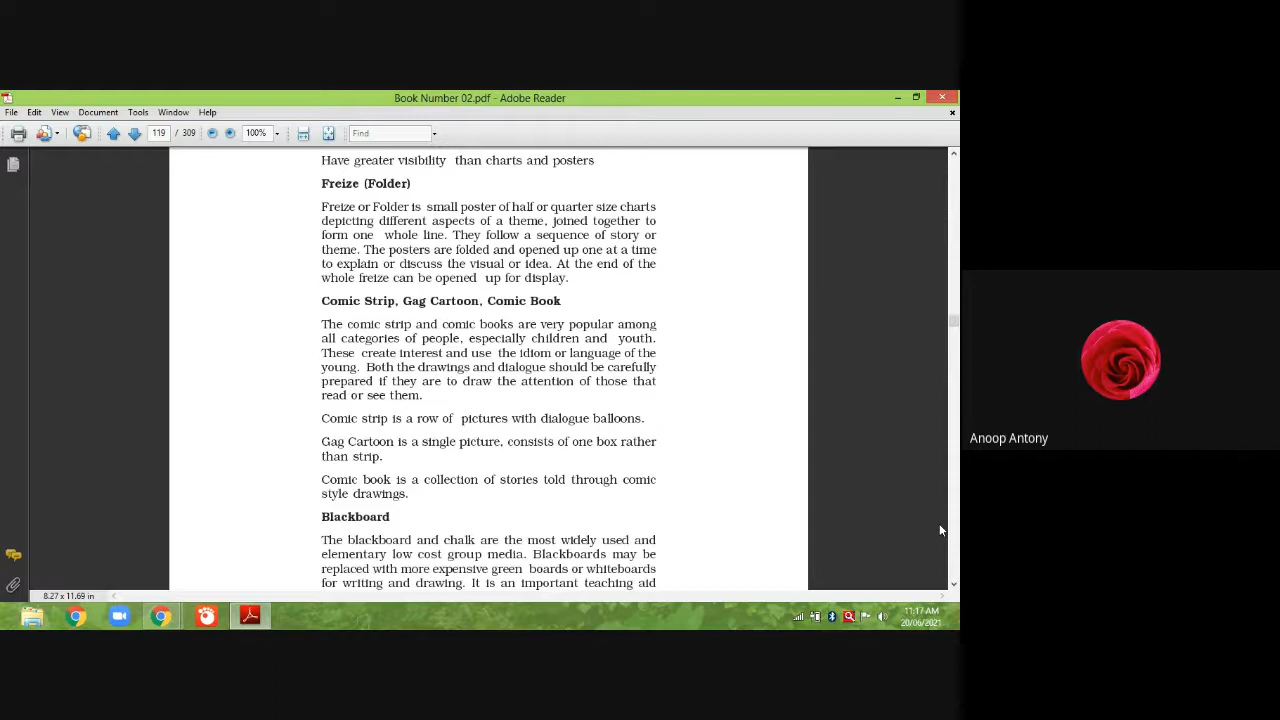 Book Number 02.pdf - Adobe Reader
File Edit View Document Tools Window Help
119 / 309 100% Find
Have greater visibility than charts and posters
Freize (Folder)
Freize or Folder is small poster of half or quarter size charts
depicting different aspects of a theme, joined together to
form one whole line. They follow a sequence of story or
theme. The posters are folded and opened up one at a time
to explain or discuss the visual or idea. At the end of the
whole freize can be opened up for display.
Comic Strip, Gag Cartoon, Comic Book
The comic strip and comic books are very popular among
all categories of people, especially children and youth.
These create interest and use the idiom or language of the
young. Both the drawings and dialogue should be carefully
prepared if they are to draw the attention of those that
read or see them.
Comic strip is a row of pictures with dialogue balloons.
Gag Cartoon is a single picture, consists of one box rather
than strip.
Comic book is a collection of stories told through comic
style drawings.
Blackboard
The blackboard and chalk are the most widely used and
elementary low cost group media. Blackboards may be
replaced with more expensive green boards or whiteboards
for writing and drawing. It is an important teaching aid
8.27 x 11.69 in
11:17 AM
20/06/2021
Anoop Antony